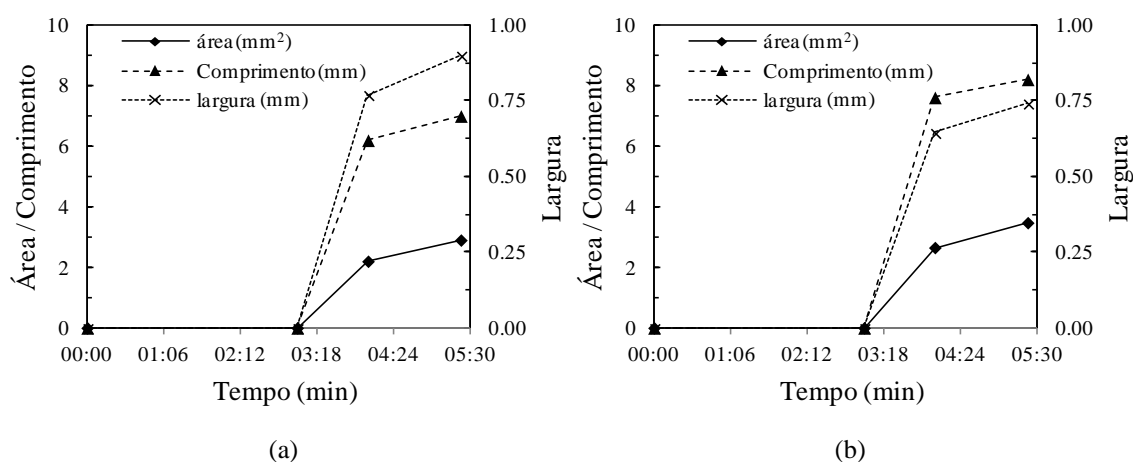 10
8
6
4
2
0
Área / Comprimento
área (mm²)
Comprimento (mm)
largura (mm)
1.00
0.75
0.50
0.25
0.00
Largura
00:00 01:06 02:12 03:18 04:24 05:30
Tempo (min)
(a)
10
8
6
4
2
0
Área / Comprimento
área (mm²)
Comprimento (mm)
largura (mm)
1.00
0.75
0.50
0.25
0.00
Largura
00:00 01:06 02:12 03:18 04:24 05:30
Tempo (min)
(b)